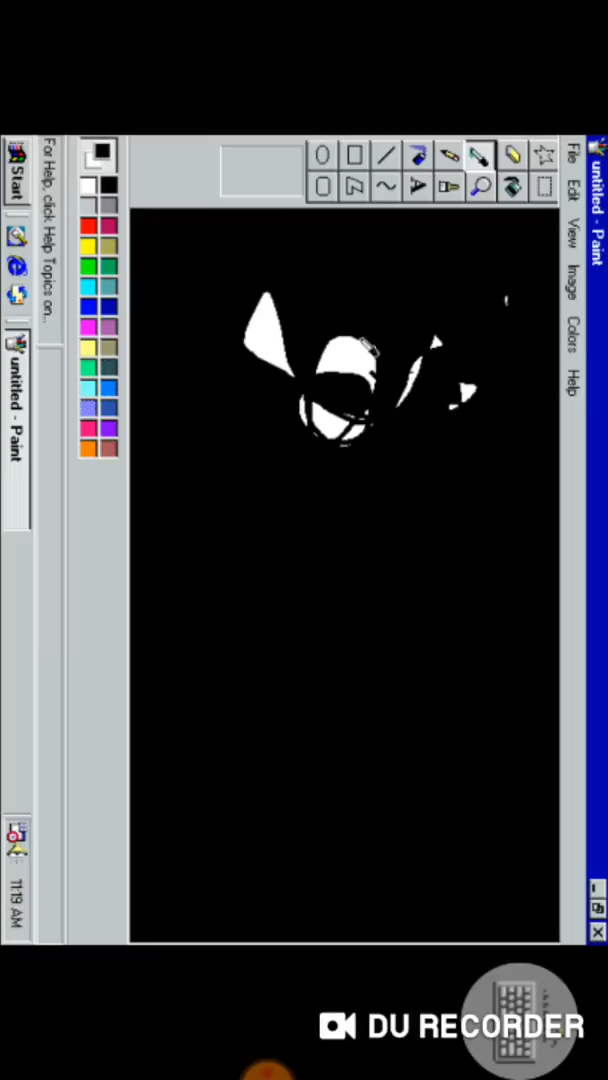 untitled - Paint
File Edit View Image Colors Help
A
For Help, click Help Topics on...
Start
untitled - Paint
11:19 AM
DU RECORDER